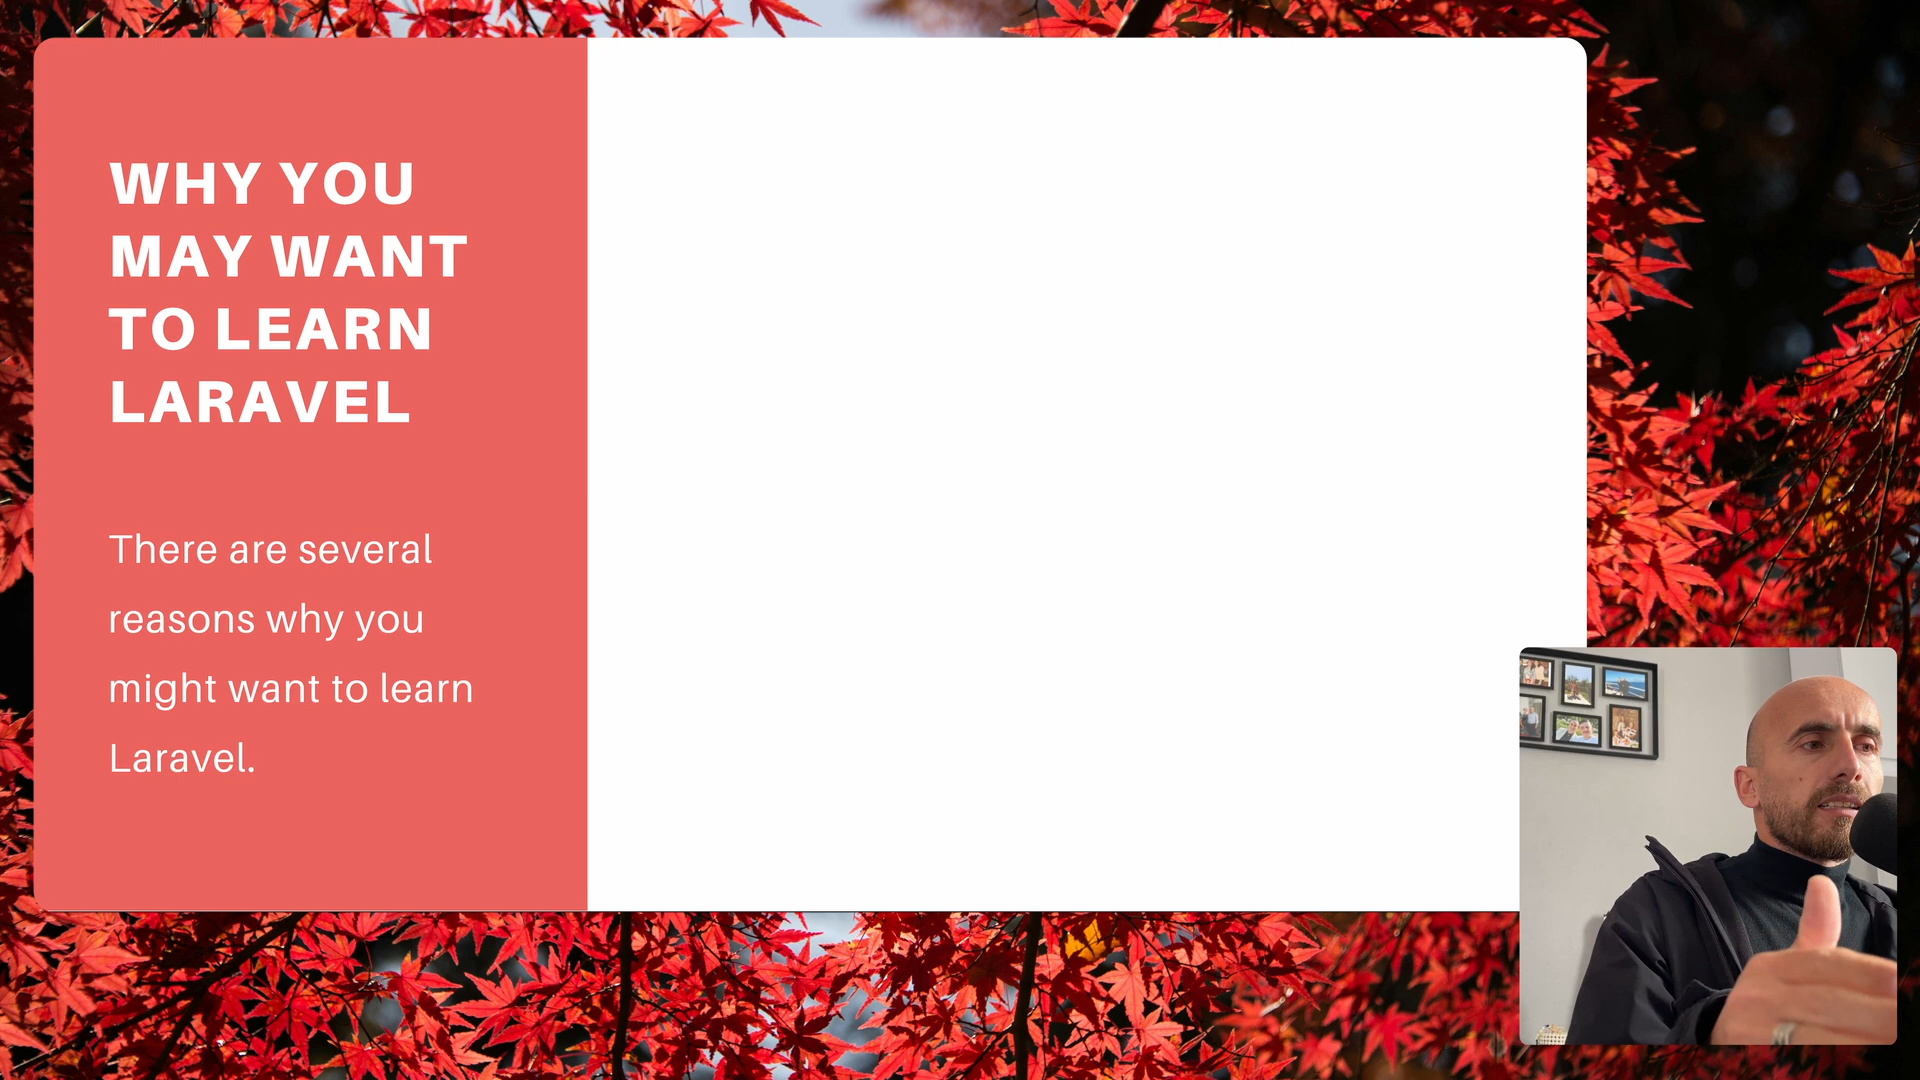 WHY YOU
MAY WANT
TO LEARN
LARAVEL
There are several
reasons why you
might want to learn
Laravel.